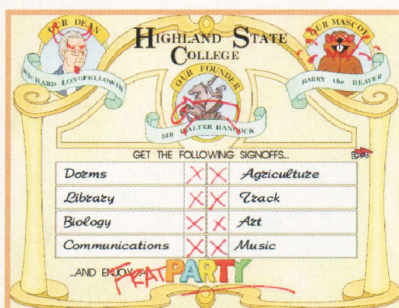 OUR DEAN
RICHARD LONGFELLOWIN
HIGHLAND STATE
COLLEGE
OUR FOUNDER
SIR WALTER HANCOCK
OUR MASCOT
HARRY the BEAVER
GET THE FOLLOWING SIGNOFFS...
Dorms X X Agriculture
Library X X Track
Biology X X Art
Communications X X Music
...AND ENJOY
FRAT PARTY